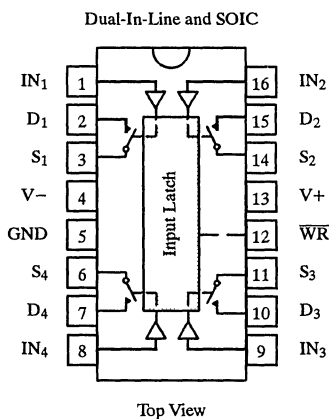 Dual-In-Line and SOIC
IN1 1 16 IN2
D1 2 15 D2
S1 3 14 S2
V− 4 13 V+
GND 5 12 W̅R̅
S4 6 11 S3
D4 7 10 D3
IN4 8 9 IN3
Input Latch
Top View